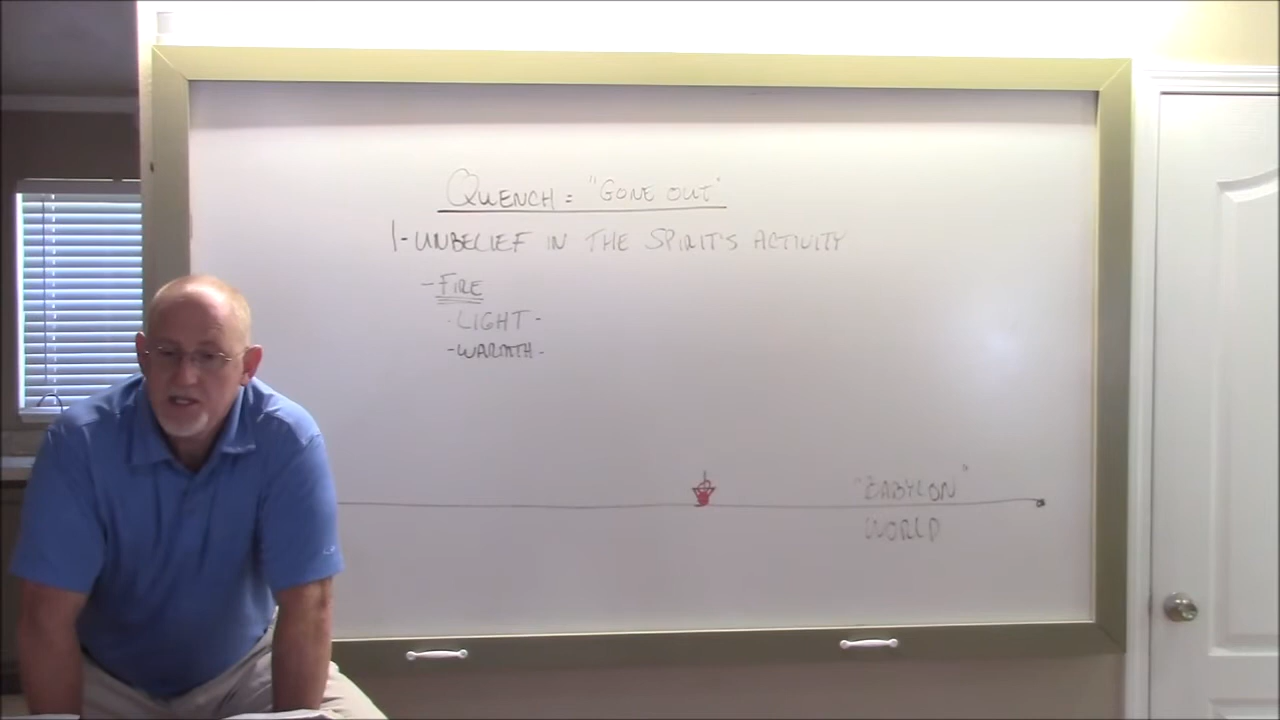 QUENCH = "GONE OUT"
1-UNBELIEF IN THE SPIRIT'S ACTIVITY
-FIRE
-LIGHT-
-WARMTH-
"BABYLON"
WORLD